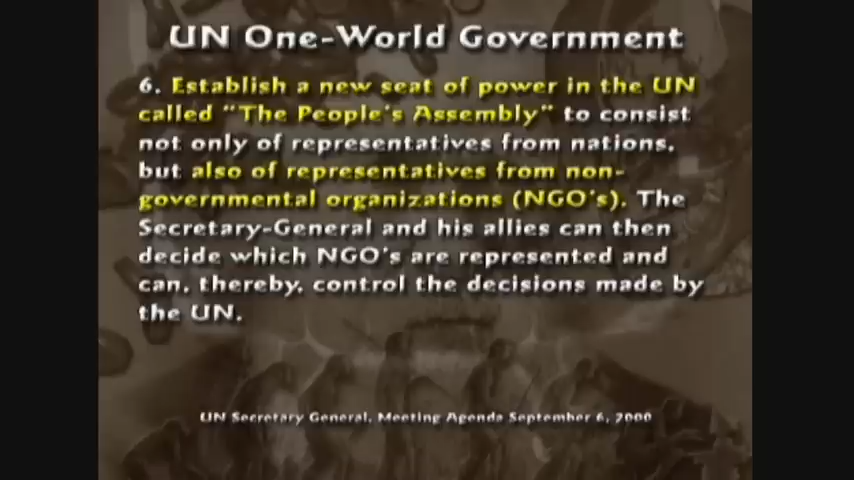 UN One-World Government
6. Establish a new seat of power in the UN
called "The People's Assembly" to consist
not only of representatives from nations,
but also of representatives from non-
governmental organizations (NGO's). The
Secretary-General and his allies can then
decide which NGO's are represented and
can, thereby, control the decisions made by
the UN.
UN Secretary General, Meeting Agenda September 6, 2000